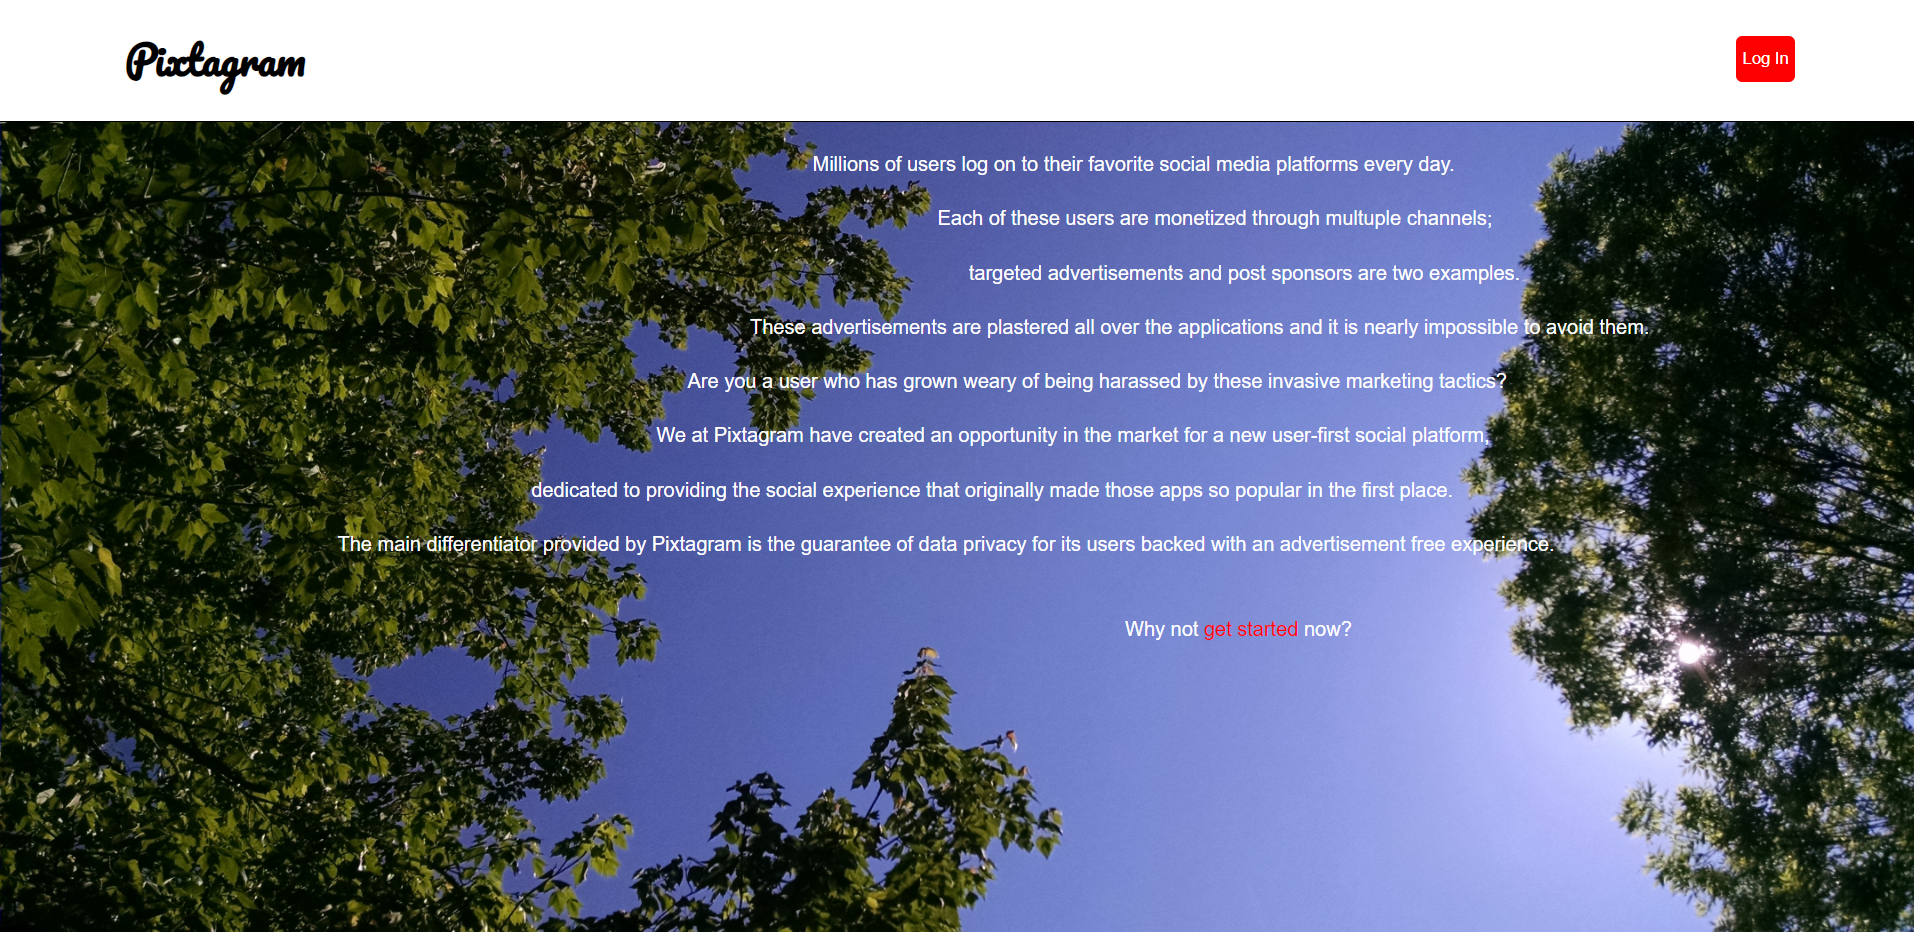 Pixtagram
Log In
Millions of users log on to their favorite social media platforms every day.
Each of these users are monetized through multuple channels;
targeted advertisements and post sponsors are two examples.
These advertisements are plastered all over the applications and it is nearly impossible to avoid them.
Are you a user who has grown weary of being harassed by these invasive marketing tactics?
We at Pixtagram have created an opportunity in the market for a new user-first social platform,
dedicated to providing the social experience that originally made those apps so popular in the first place.
The main differentiator provided by Pixtagram is the guarantee of data privacy for its users backed with an advertisement free experience.
Why not get started now?